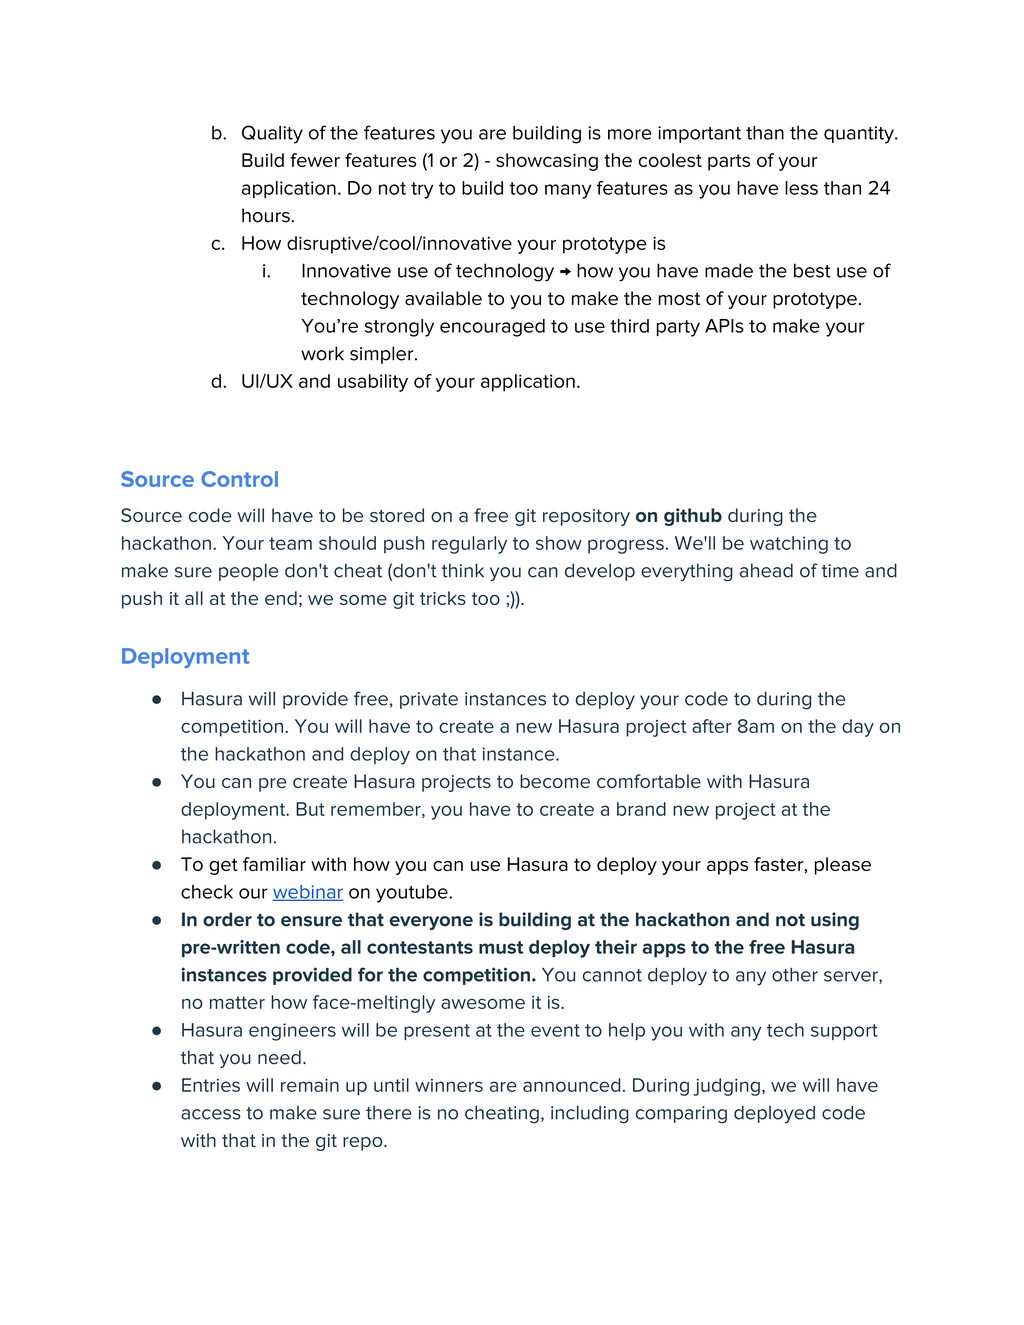 b. Quality of the features you are building is more important than the quantity.
Build fewer features (1 or 2) - showcasing the coolest parts of your
application. Do not try to build too many features as you have less than 24
hours.
c. How disruptive/cool/innovative your prototype is
i. Innovative use of technology → how you have made the best use of
technology available to you to make the most of your prototype.
You’re strongly encouraged to use third party APIs to make your
work simpler.
d. UI/UX and usability of your application.
Source Control
Source code will have to be stored on a free git repository on github during the
hackathon. Your team should push regularly to show progress. We'll be watching to
make sure people don't cheat (don't think you can develop everything ahead of time and
push it all at the end; we some git tricks too ;)).
Deployment
● Hasura will provide free, private instances to deploy your code to during the
competition. You will have to create a new Hasura project after 8am on the day on
the hackathon and deploy on that instance.
● You can pre create Hasura projects to become comfortable with Hasura
deployment. But remember, you have to create a brand new project at the
hackathon.
● To get familiar with how you can use Hasura to deploy your apps faster, please
check our webinar on youtube.
● In order to ensure that everyone is building at the hackathon and not using
pre-written code, all contestants must deploy their apps to the free Hasura
instances provided for the competition. You cannot deploy to any other server,
no matter how face-meltingly awesome it is.
● Hasura engineers will be present at the event to help you with any tech support
that you need.
● Entries will remain up until winners are announced. During judging, we will have
access to make sure there is no cheating, including comparing deployed code
with that in the git repo.